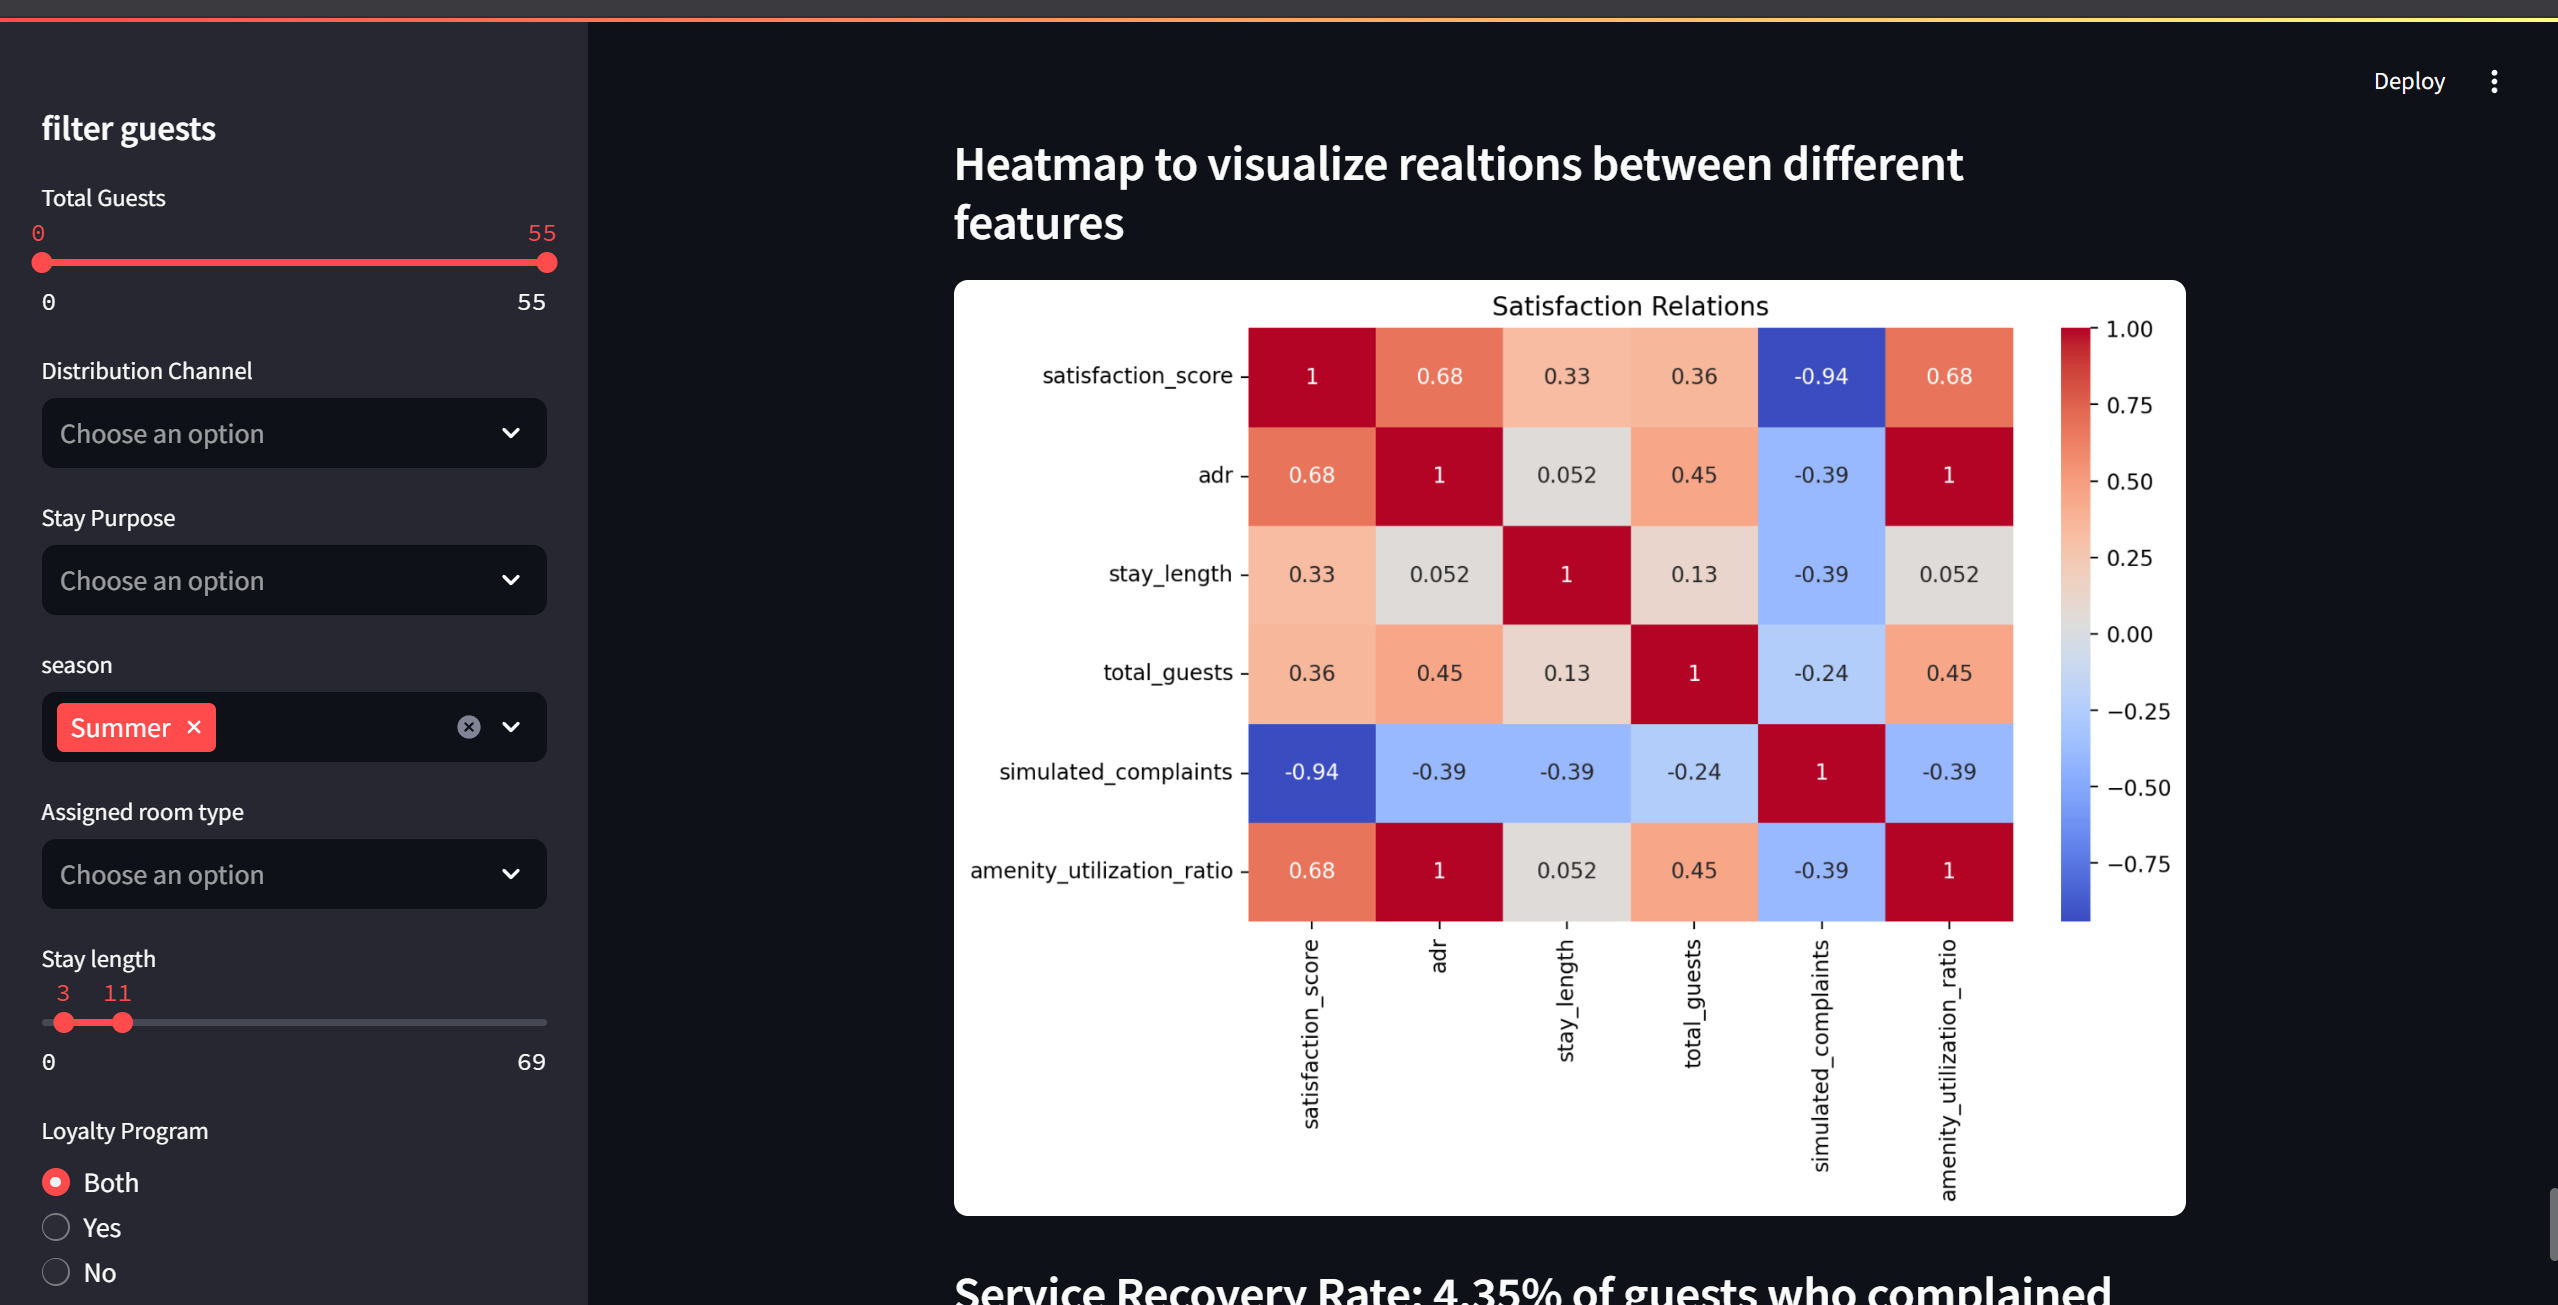 Deploy
filter guests
Total Guests
0 55
0 55
Distribution Channel
Choose an option
Stay Purpose
Choose an option
season
Summer
Assigned room type
Choose an option
Stay length
3 11
0 69
Loyalty Program
Both
Yes
No
Heatmap to visualize realtions between different
features
Satisfaction Relations
satisfaction_score 1 0.68 0.33 0.36 -0.94 0.68
adr 0.68 1 0.052 0.45 -0.39 1
stay_length 0.33 0.052 1 0.13 -0.39 0.052
total_guests 0.36 0.45 0.13 1 -0.24 0.45
simulated_complaints -0.94 -0.39 -0.39 -0.24 1 -0.39
amenity_utilization_ratio 0.68 1 0.052 0.45 -0.39 1
satisfaction_score
adr
stay_length
total_guests
simulated_complaints
amenity_utilization_ratio
1.00
0.75
0.50
0.25
0.00
−0.25
−0.50
−0.75
Service Recovery Rate: 4.35% of guests who complained